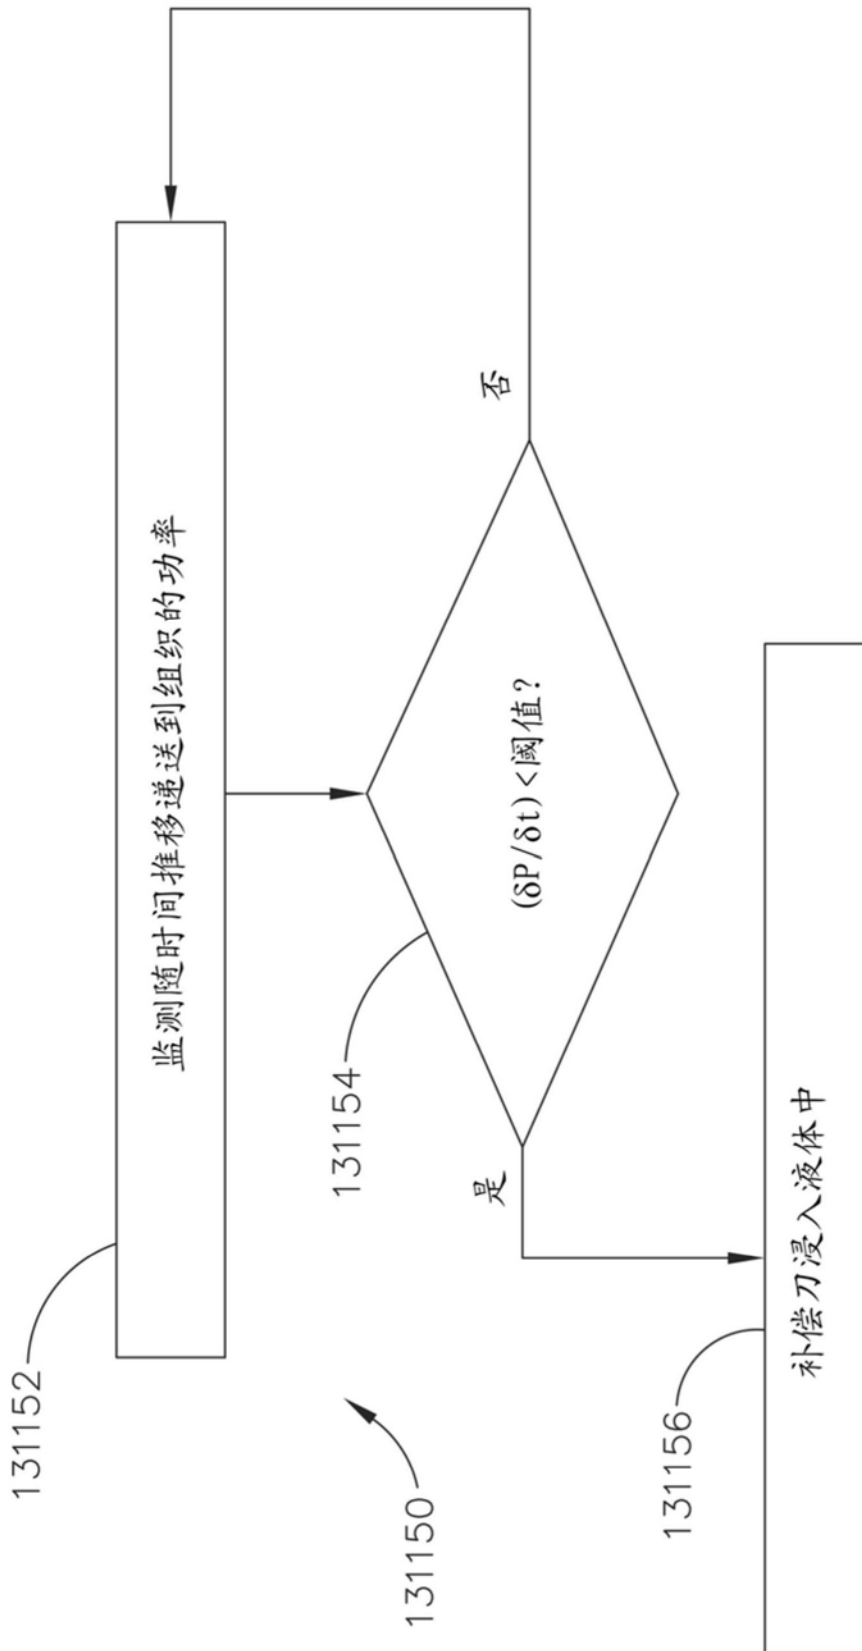 131152
监测随时间推移递送到组织的功率
131150
131154
(δP/δt)<阈值?
是
否
131156
补偿刀浸入液体中